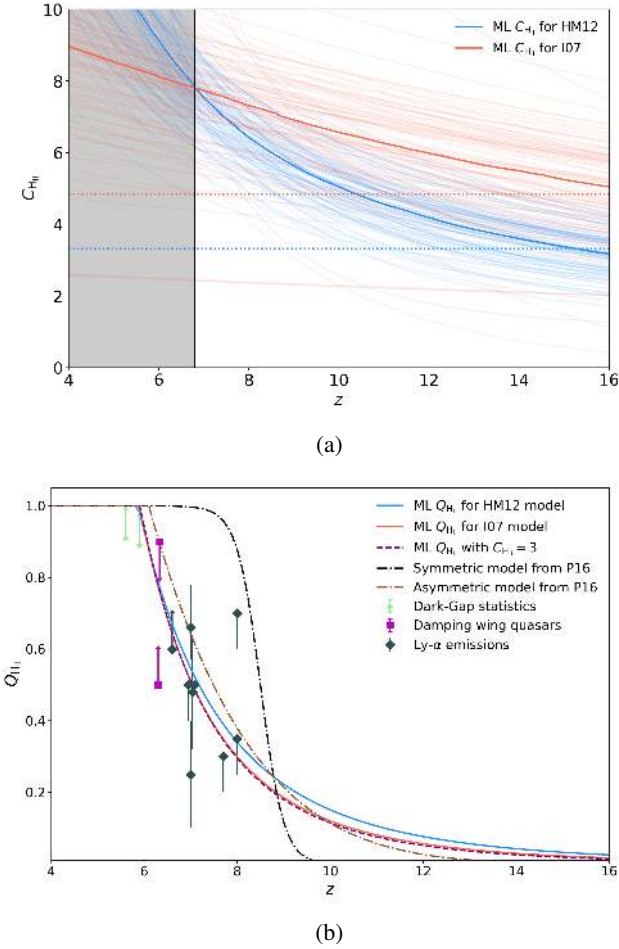 10
8
6
4
2
0
C_HII
ML C_HII for HM12
ML C_HII for I07
4 6 8 10 12 14 16
z
(a)
1.0
0.8
0.6
0.4
0.2
Q_HII
ML Q_HII for HM12 model
ML Q_HII for I07 model
ML Q_HII with C_HII = 3
Symmetric model from P16
Asymmetric model from P16
Dark-Gap statistics
Damping wing quasars
Ly-α emissions
4 6 8 10 12 14 16
z
(b)